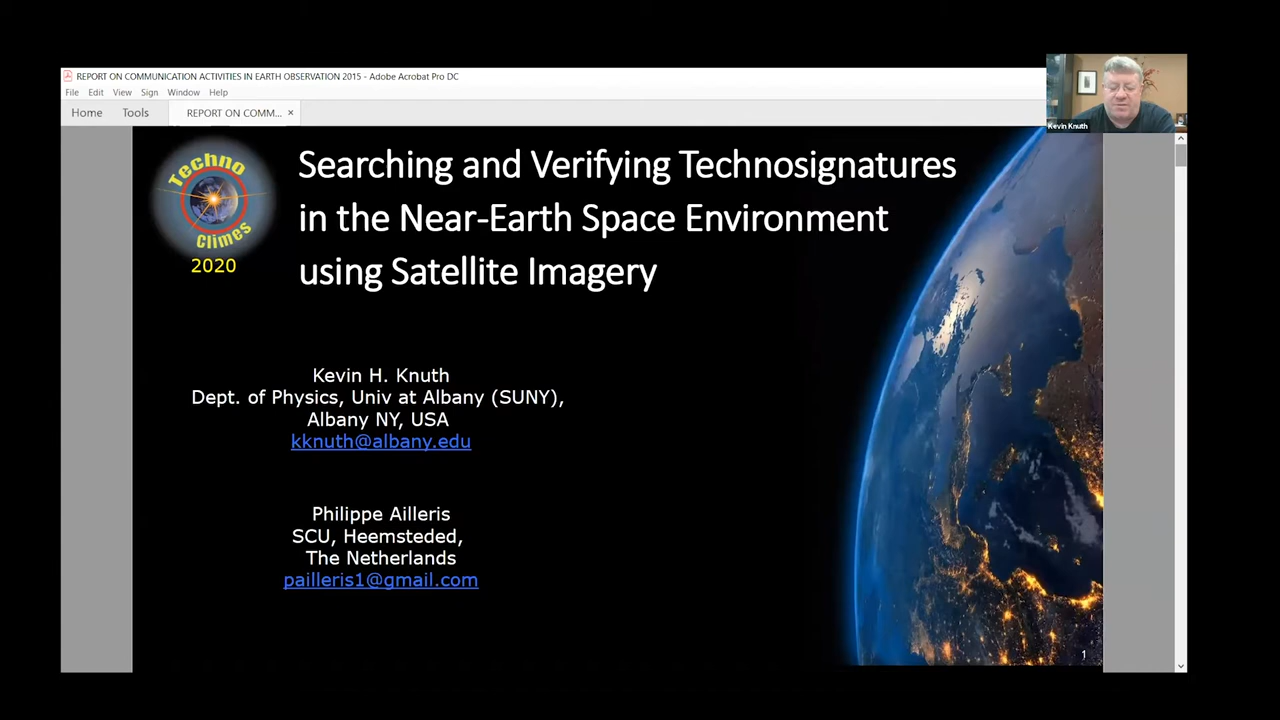 REPORT ON COMMUNICATION ACTIVITIES IN EARTH OBSERVATION 2015 - Adobe Acrobat Pro DC
File Edit View Sign Window Help
Home Tools REPORT ON COMM... ×
Kevin Knuth
Techno
Climes
2020
Searching and Verifying Technosignatures
in the Near-Earth Space Environment
using Satellite Imagery
Kevin H. Knuth
Dept. of Physics, Univ at Albany (SUNY),
Albany NY, USA
kknuth@albany.edu
Philippe Ailleris
SCU, Heemsteded,
The Netherlands
pailleris1@gmail.com
1